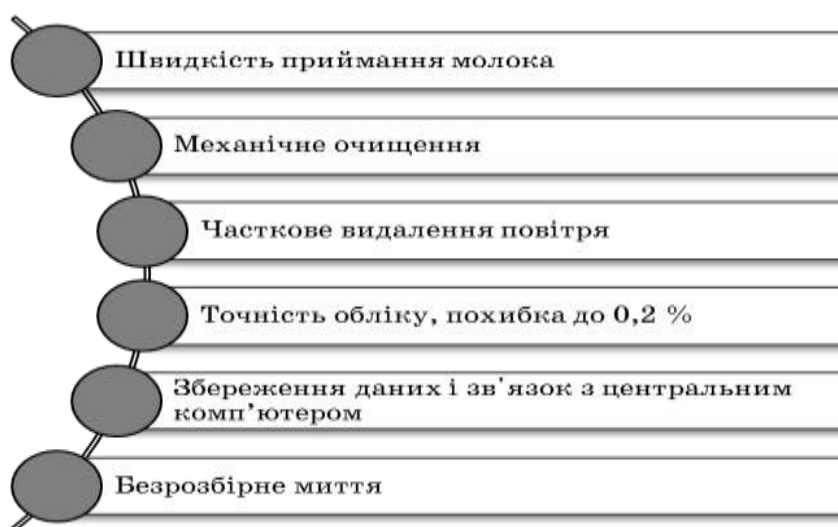 Швидкість приймання молока
Механічне очищення
Часткове видалення повітря
Точність обліку, похибка до 0,2 %
Збереження даних і зв'язок з центральним
комп’ютером
Безрозбірне миття